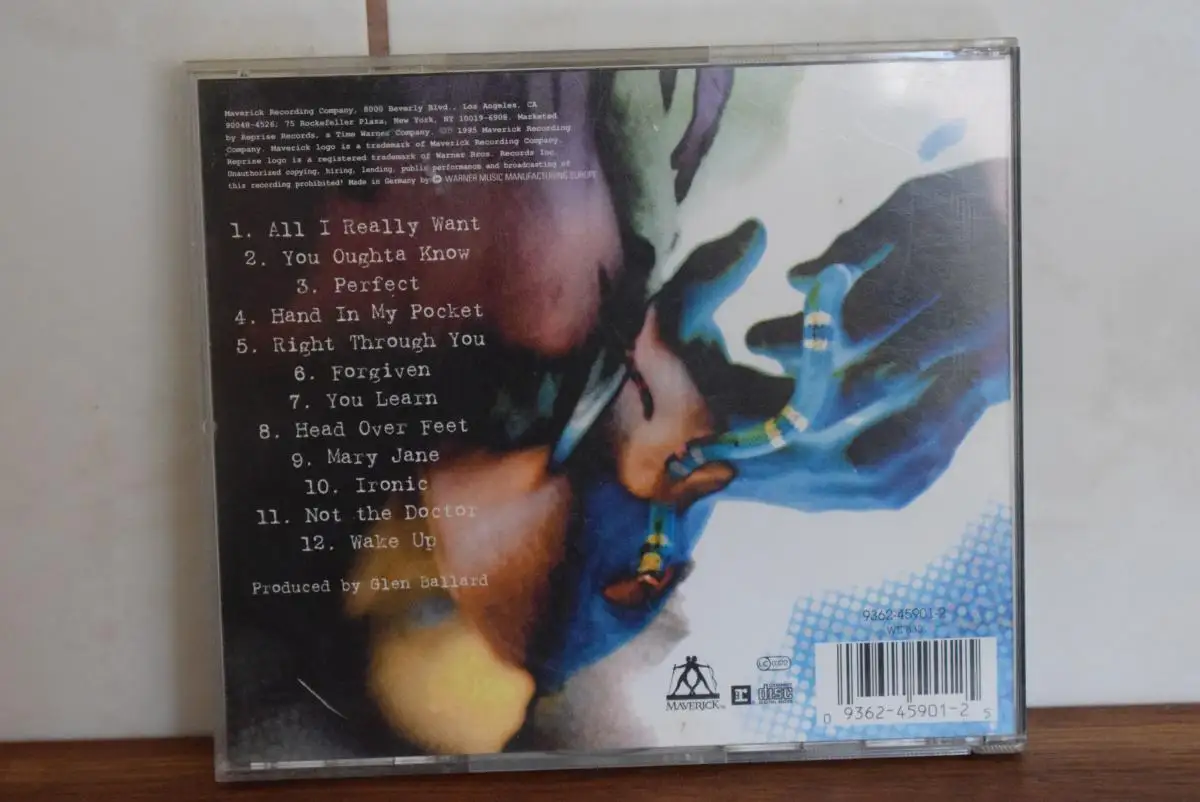 Maverick Recording Company, 8000 Beverly Blvd., Los Angeles, CA
90048-4526; 75 Rockefeller Plaza, New York, NY 10019-6908. Marketed
by Reprise Records, a Time Warner Company. ©℗ 1995 Maverick Recording
Company. Maverick logo is a trademark of Maverick Recording Company.
Reprise logo is a registered trademark of Warner Bros. Records Inc.
Unauthorized copying, hiring, lending, public performance and broadcasting of
this recording prohibited! Made in Germany by WARNER MUSIC MANUFACTURING EUROPE
1. All I Really Want
2. You Oughta Know
3. Perfect
4. Hand In My Pocket
5. Right Through You
6. Forgiven
7. You Learn
8. Head Over Feet
9. Mary Jane
10. Ironic
11. Not the Doctor
12. Wake Up
Produced by Glen Ballard
9362-45901-2
MAVERICK
r
disc
0 9362-45901-2 5